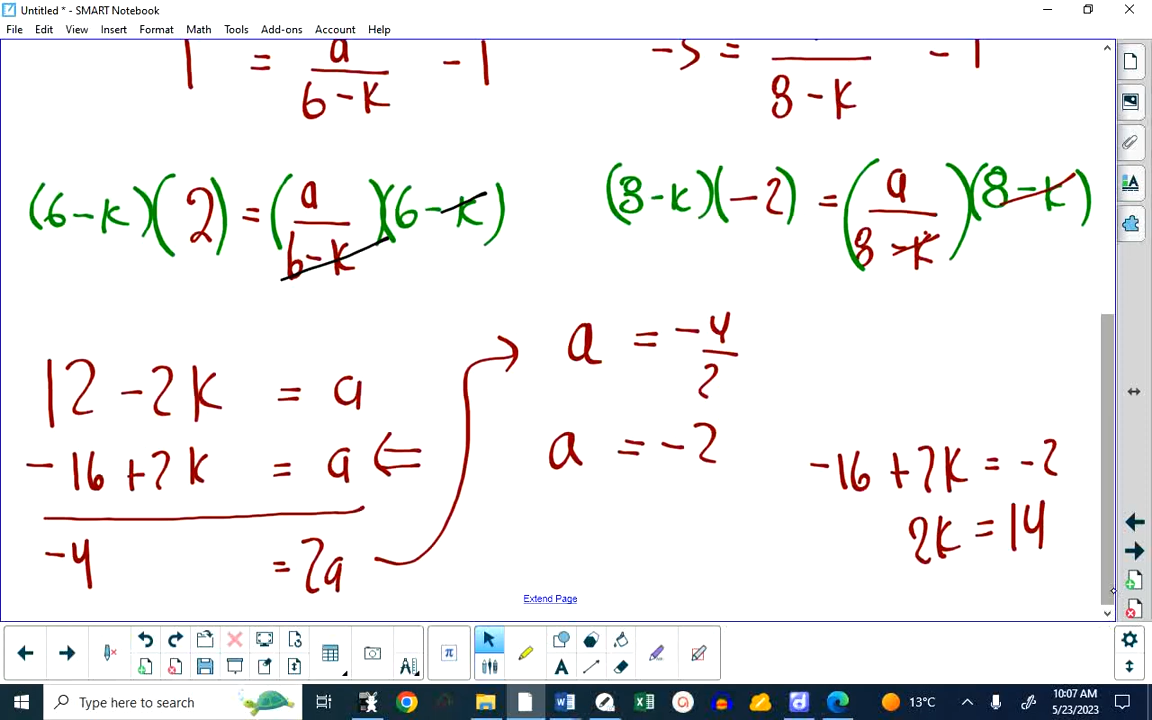 Untitled * - SMART Notebook
File Edit View Insert Format Math Tools Add-ons Account Help
1 = a/(6-k) - 1
-3 = /(8-k) - 1
(6-k)(2) = (a/(6-k))(6-k)
(8-k)(-2) = (a/(8-k))(8-k)
12 - 2k = a
-16 + 2k = a ⇐
-4 = 2a
a = -4/2
a = -2
-16 + 2k = -2
2k = 14
Extend Page
π
A
Type here to search
13°C
10:07 AM
5/23/2023